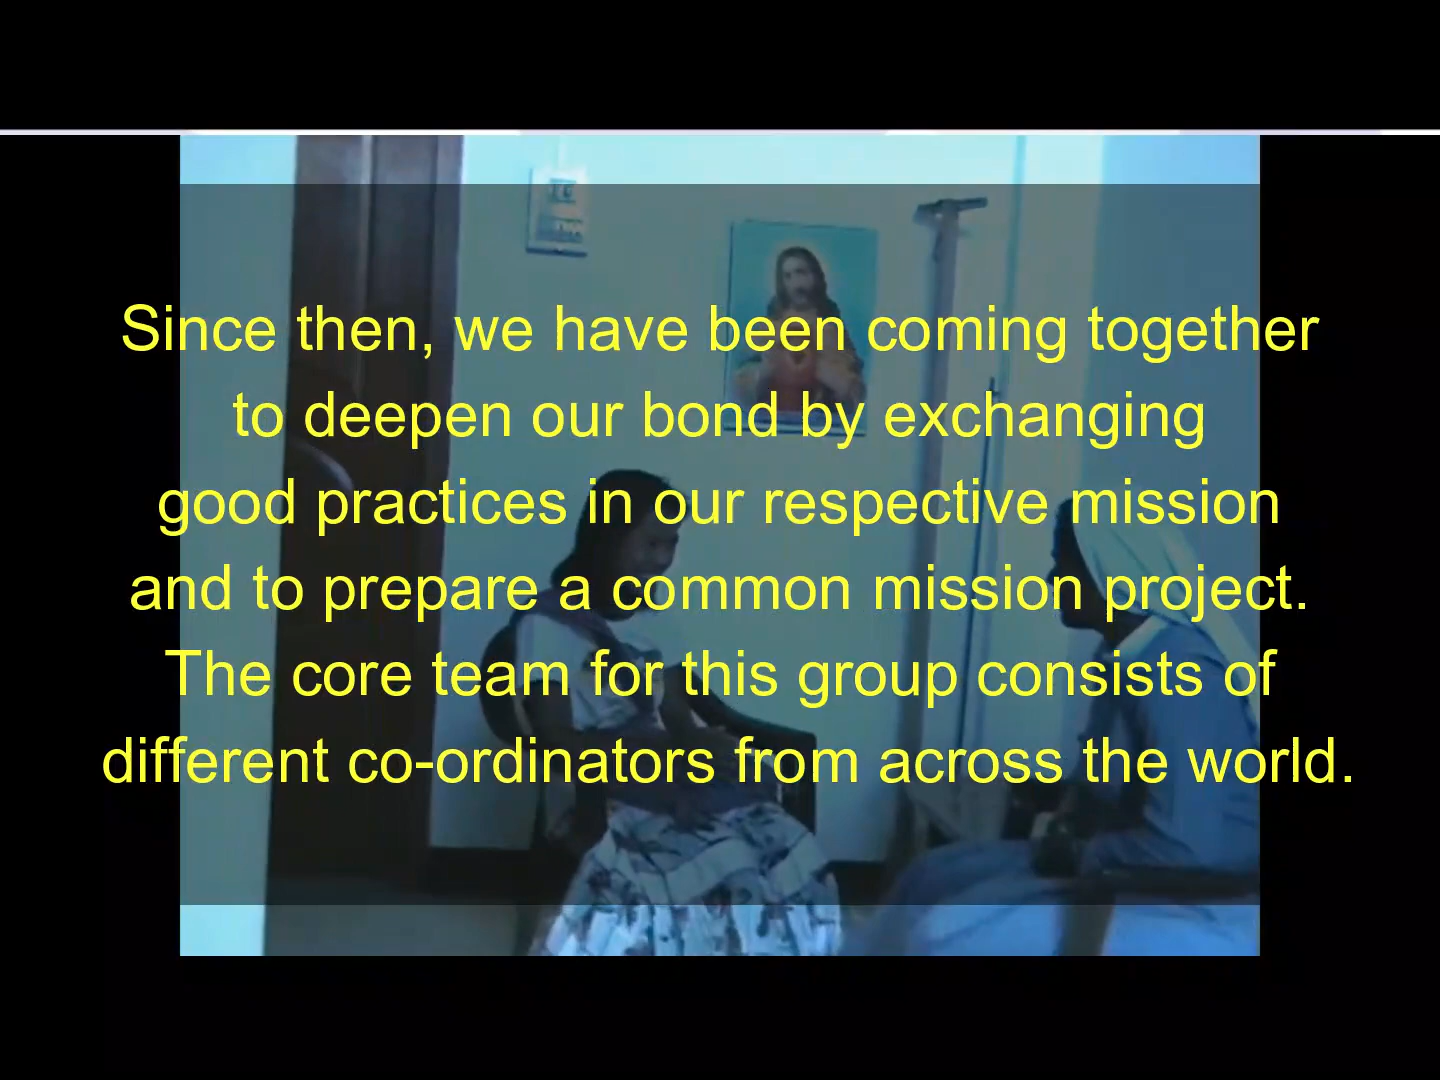 Since then, we have been coming together
to deepen our bond by exchanging
good practices in our respective mission
and to prepare a common mission project.
The core team for this group consists of
different co-ordinators from across the world.